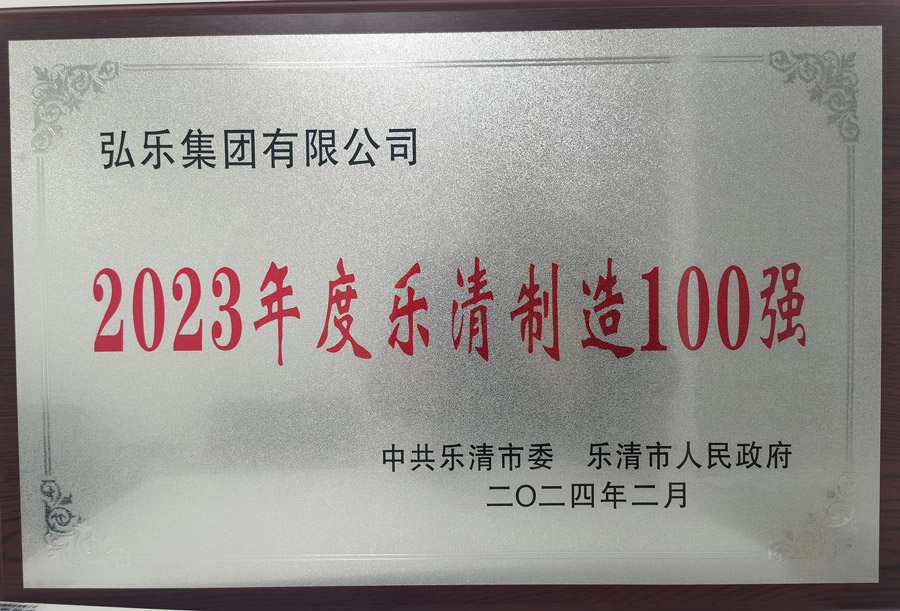 弘乐集团有限公司
2023年度乐清制造100强
中共乐清市委　乐清市人民政府
二〇二四年二月